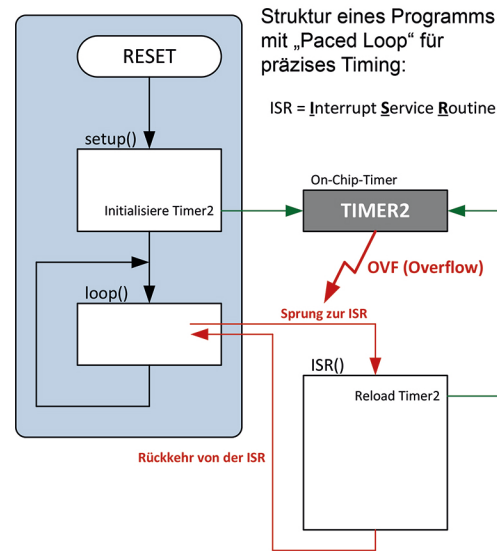 Struktur eines Programms
mit „Paced Loop“ für
präzises Timing:
ISR = Interrupt Service Routine
RESET
setup()
Initialisiere Timer2
On-Chip-Timer
TIMER2
OVF (Overflow)
loop()
Sprung zur ISR
ISR()
Reload Timer2
Rückkehr von der ISR